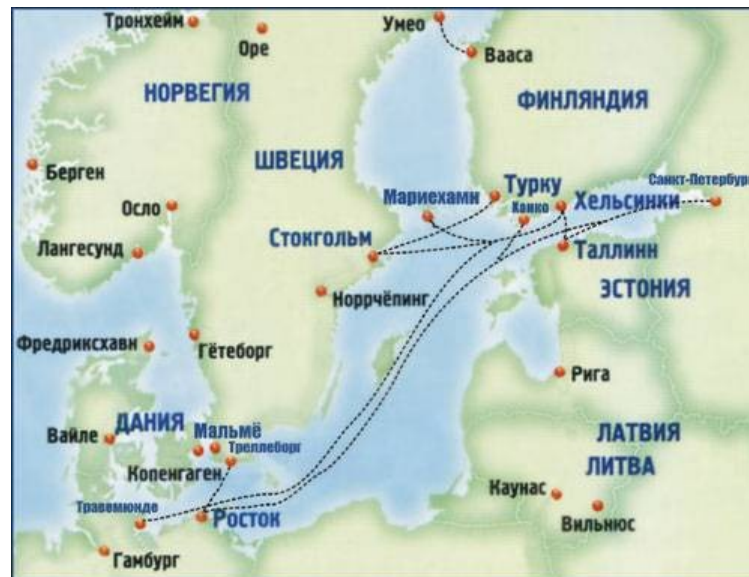 Тронхейм
Оре
Умео
Вааса
НОРВЕГИЯ
ФИНЛЯНДИЯ
ШВЕЦИЯ
Берген
Осло
Мариехамн
Турку
Ханко
Хельсинки
Санкт-Петербург
Лангесунд
Стокгольм
Таллинн
Норрчёпинг
ЭСТОНИЯ
Фредриксхавн
Гётеборг
Рига
ДАНИЯ
Вайле
Мальмё
Треллеборг
Копенгаген
ЛАТВИЯ
ЛИТВА
Каунас
Вильнюс
Травемюнде
Росток
Гамбург